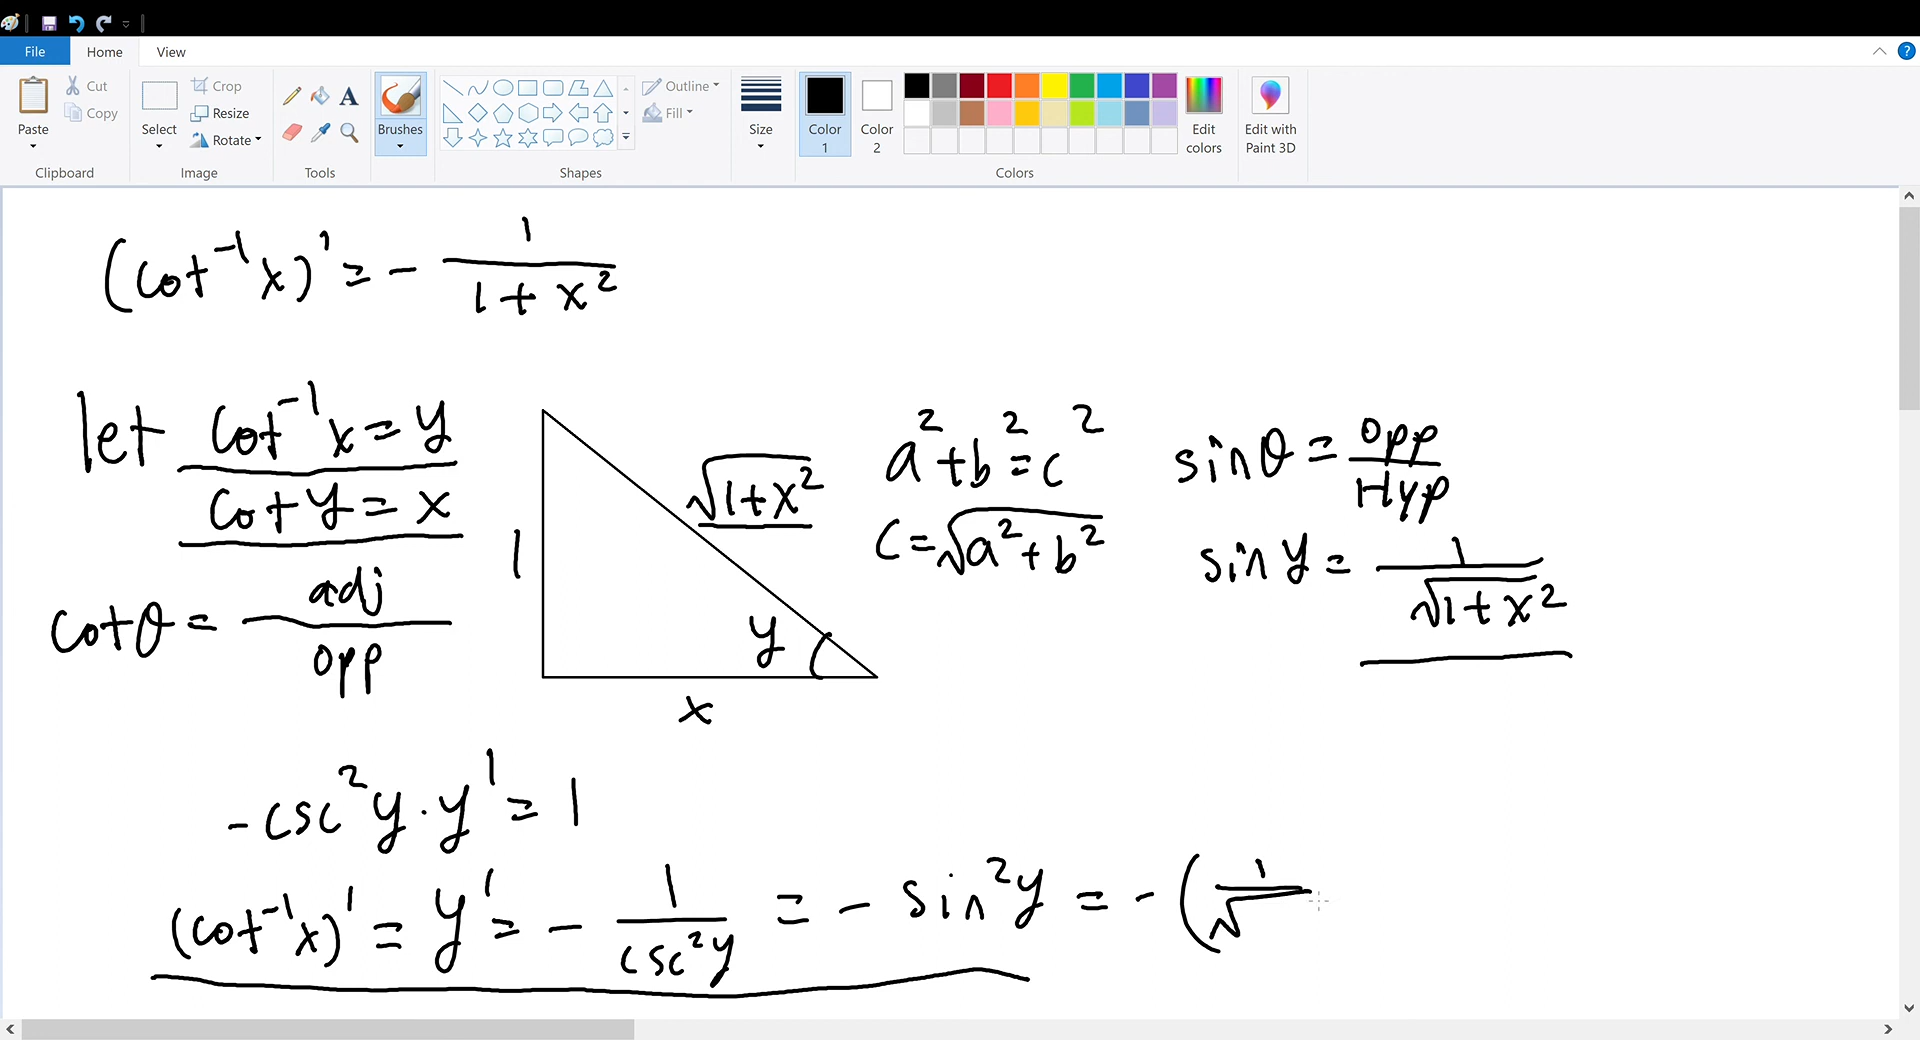 File Home View
Paste Cut Copy Select Crop Resize Rotate Brushes Outline Fill Size Color 1 Color 2 Edit colors Edit with Paint 3D
Clipboard Image Tools Shapes Colors
(cot⁻¹x)' = - 1/(1+x²)
let cot⁻¹x = y
cot y = x
cotθ = adj/opp
1
√(1+x²)
y
x
a²+b²=c²
c=√(a²+b²)
sinθ = opp/Hyp
sin y = 1/√(1+x²)
-csc²y·y' = 1
(cot⁻¹x)' = y' = - 1/csc²y = - sin²y = - (1/√